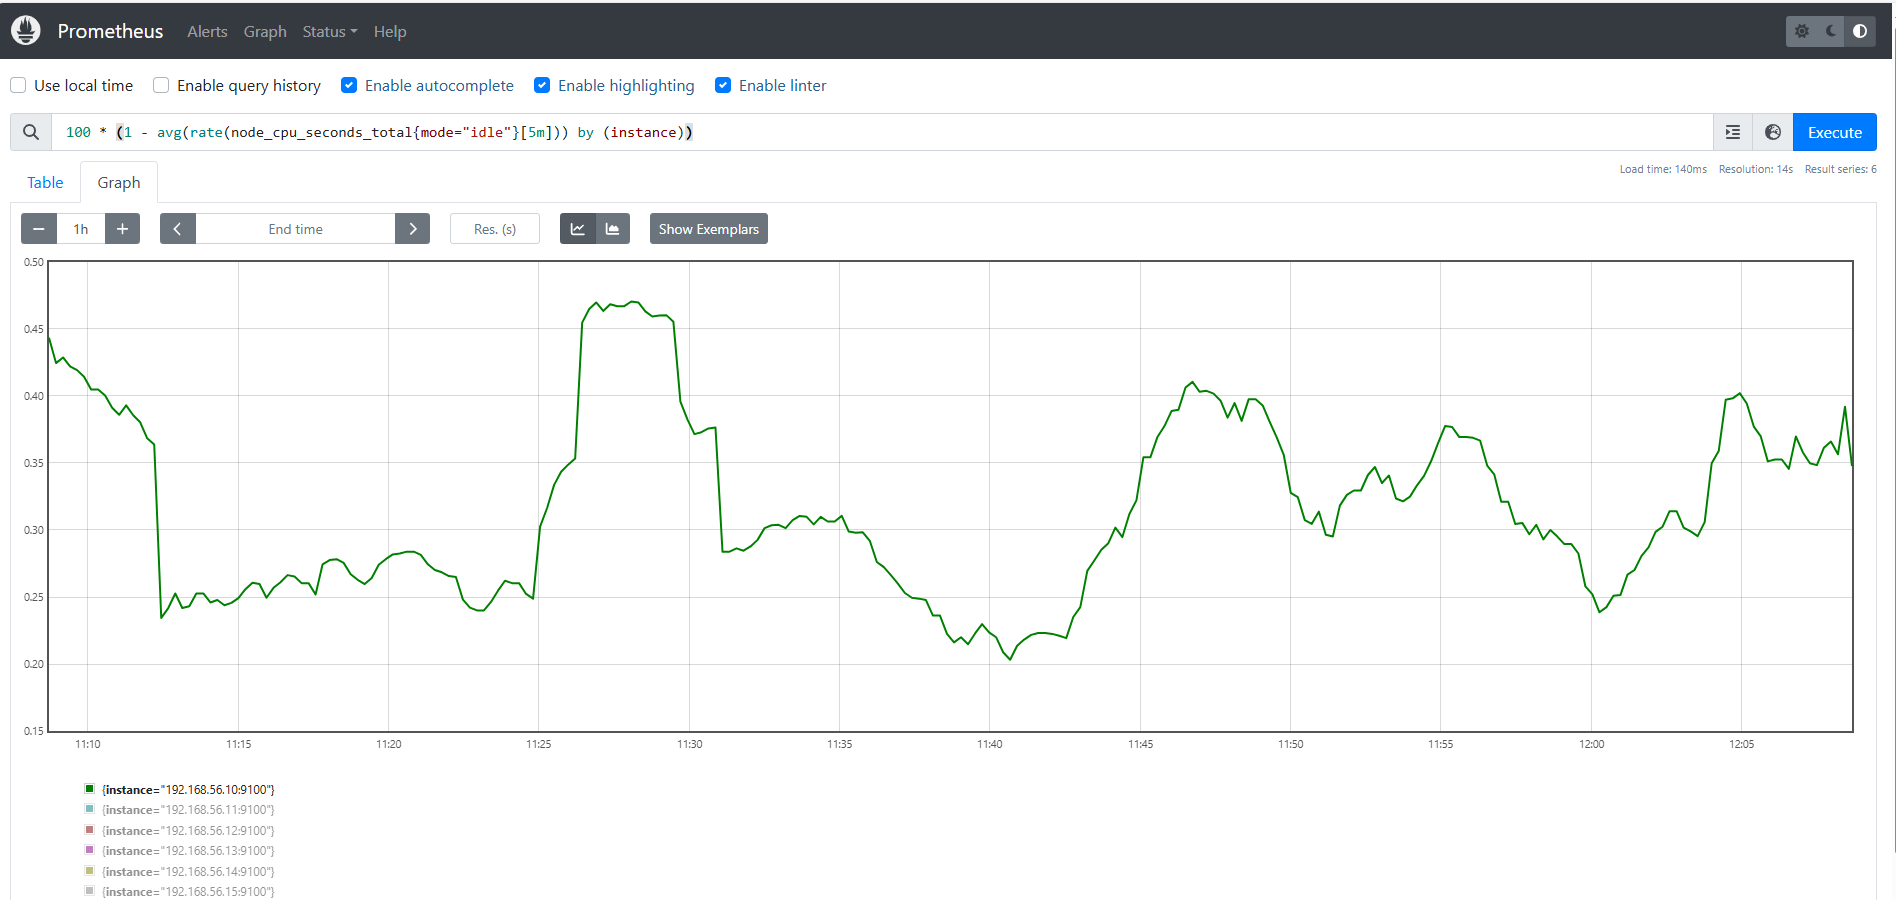 Prometheus Alerts Graph Status Help
Use local time Enable query history Enable autocomplete Enable highlighting Enable linter
100 * (1 - avg(rate(node_cpu_seconds_total{mode="idle"}[5m])) by (instance)) Execute
Load time: 140ms Resolution: 14s Result series: 6
Table Graph
1h End time Res. (s) Show Exemplars
0.50
0.45
0.40
0.35
0.30
0.25
0.20
0.15
11:10 11:15 11:20 11:25 11:30 11:35 11:40 11:45 11:50 11:55 12:00 12:05
{instance="192.168.56.10:9100"}
{instance="192.168.56.11:9100"}
{instance="192.168.56.12:9100"}
{instance="192.168.56.13:9100"}
{instance="192.168.56.14:9100"}
{instance="192.168.56.15:9100"}